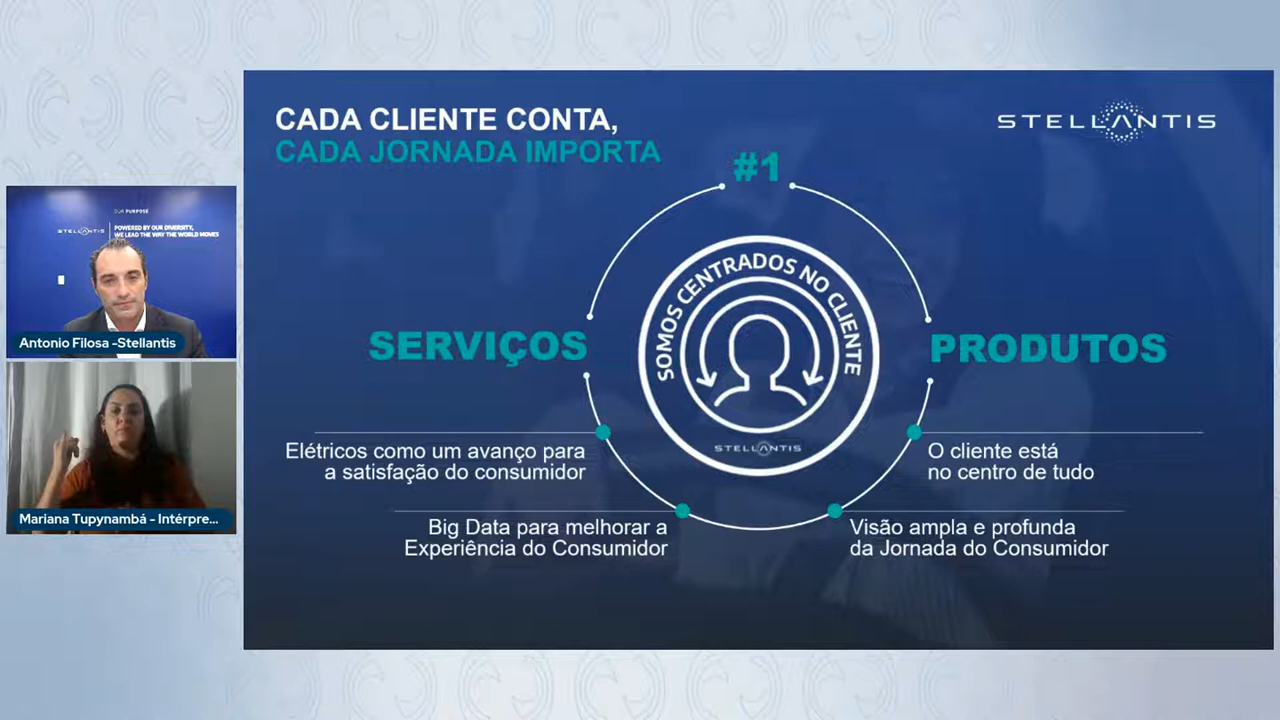 CADA CLIENTE CONTA,
CADA JORNADA IMPORTA
STELLANTIS
#1
SOMOS CENTRADOS NO CLIENTE
STELLANTIS
SERVIÇOS
PRODUTOS
Elétricos como um avanço para
a satisfação do consumidor
Big Data para melhorar a
Experiência do Consumidor
O cliente está
no centro de tudo
Visão ampla e profunda
da Jornada do Consumidor
OUR PURPOSE
STELLANTIS
POWERED BY OUR DIVERSITY,
WE LEAD THE WAY THE WORLD MOVES
Antonio Filosa -Stellantis
Mariana Tupynambá - Intérpre...